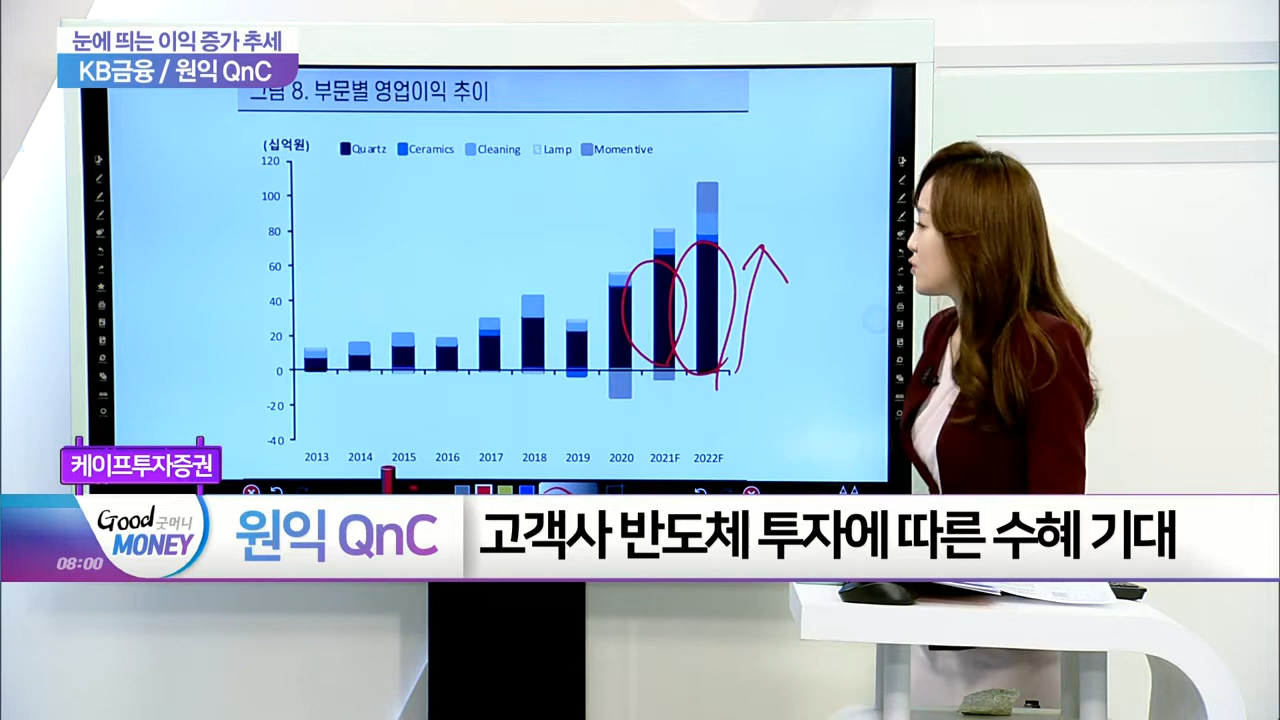 눈에 띄는 이익 증가 추세
KB금융 / 원익 QnC
그림 8. 부문별 영업이익 추이
(십억원)
Quartz Ceramics Cleaning Lamp Momentive
120
100
80
60
40
20
0
-20
-40
2013 2014 2015 2016 2017 2018 2019 2020 2021F 2022F
케이프투자증권
Good 굿머니
MONEY
08:00
원익 QnC 고객사 반도체 투자에 따른 수혜 기대